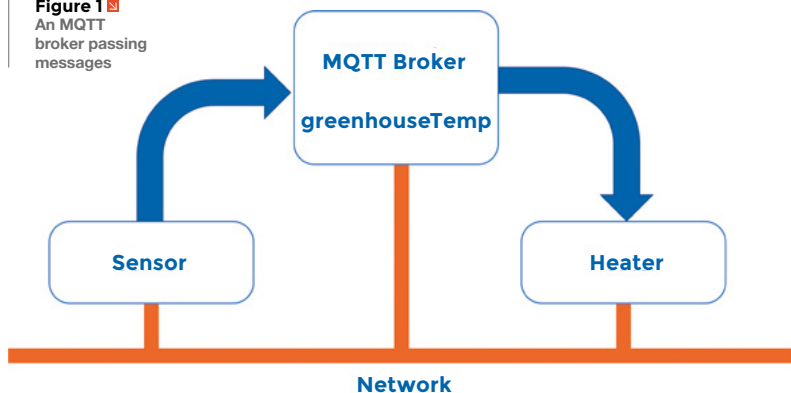 Figure 1
An MQTT
broker passing
messages
MQTT Broker
greenhouseTemp
Sensor
Heater
Network